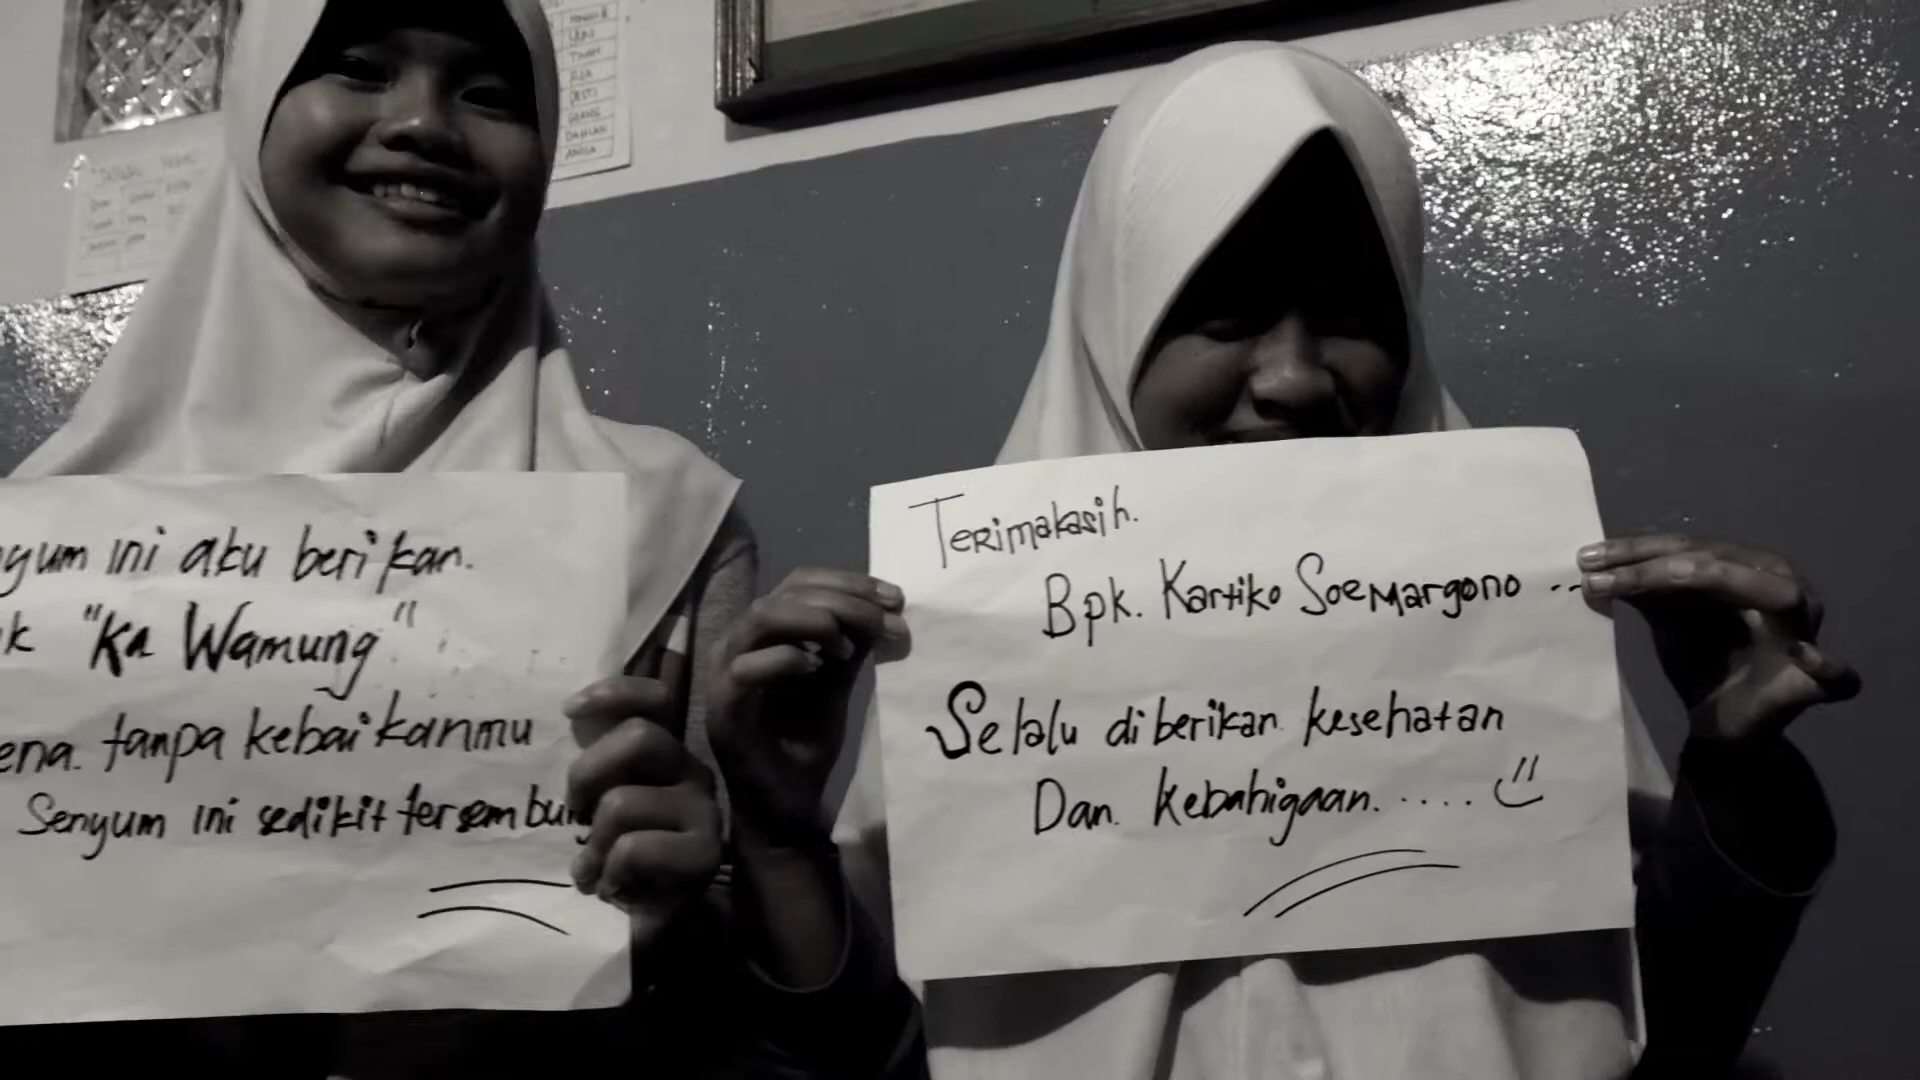 yum ini aku berikan.
k "Ka Wamung"
ena. tanpa kebaikanmu
Senyum ini sedikit tersembu
Terimakasih.
Bpk. Kartiko Soemargono ...
Selalu diberikan kesehatan
Dan. Kebahigaan.....